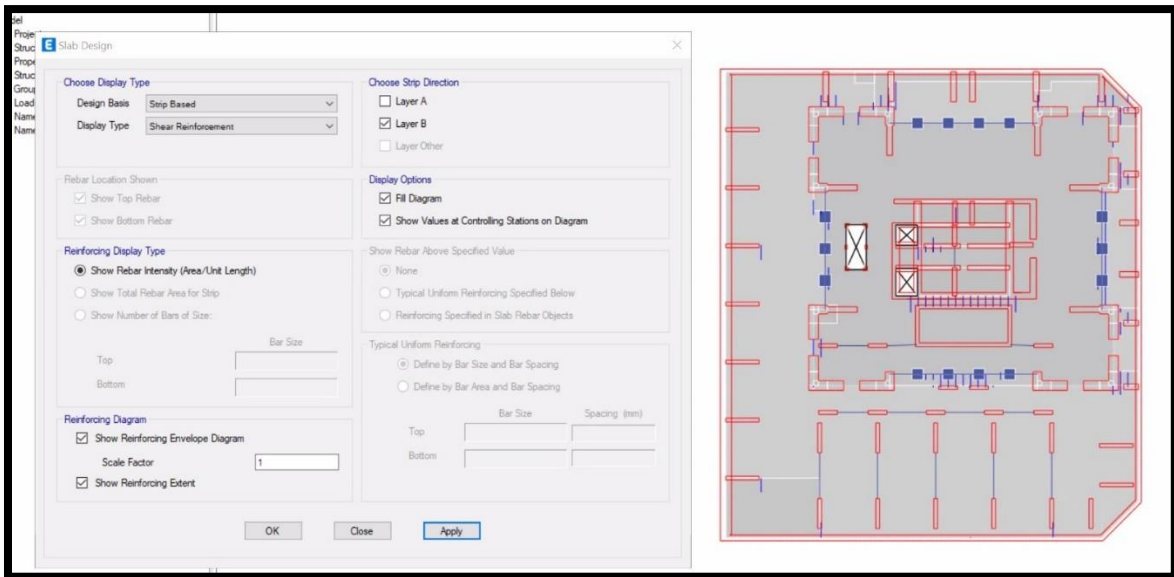 del
Proje
Struc
Prope
Struc
Group
Load
Name
Name
E Slab Design
Choose Display Type
Design Basis Strip Based
Display Type Shear Reinforcement
Rebar Location Shown
Show Top Rebar
Show Bottom Rebar
Reinforcing Display Type
Show Rebar Intensity (Area/Unit Length)
Show Total Rebar Area for Strip
Show Number of Bars of Size:
Bar Size
Top
Bottom
Reinforcing Diagram
Show Reinforcing Envelope Diagram
Scale Factor 1
Show Reinforcing Extent
Choose Strip Direction
Layer A
Layer B
Layer Other
Display Options
Fill Diagram
Show Values at Controlling Stations on Diagram
Show Rebar Above Specified Value
None
Typical Uniform Reinforcing Specified Below
Reinforcing Specified in Slab Rebar Objects
Typical Uniform Reinforcing
Define by Bar Size and Bar Spacing
Define by Bar Area and Bar Spacing
Bar Size Spacing (mm)
Top
Bottom
OK Close Apply